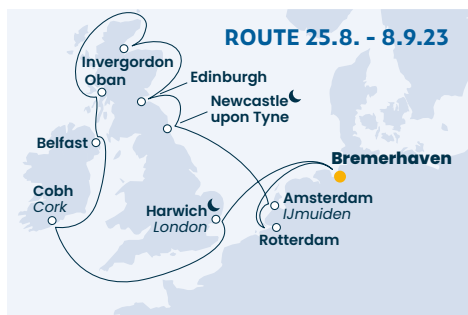 ROUTE 25.8. - 8.9.23
Invergordon
Oban
Edinburgh
Newcastle
upon Tyne
Belfast
Bremerhaven
Cobh
Cork
Harwich
London
Amsterdam
IJmuiden
Rotterdam